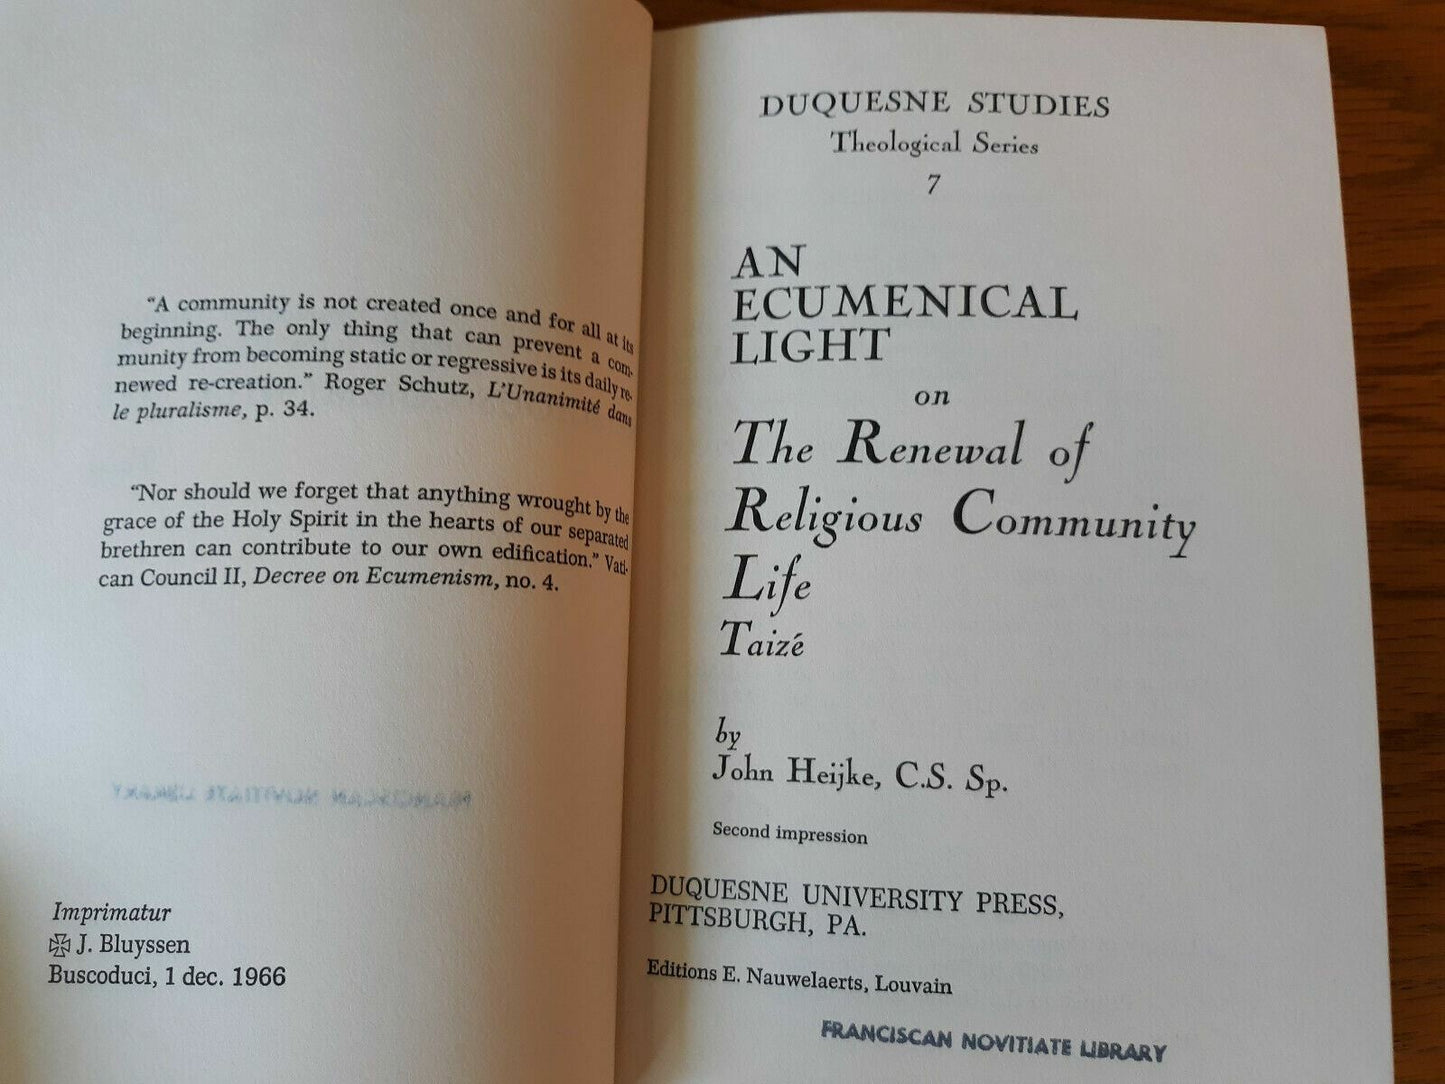 “A community is not created once and for all at its
beginning. The only thing that can prevent a com-
munity from becoming static or regressive is its daily re-
newed re-creation.” Roger Schutz, L’Unanimité dans
le pluralisme, p. 34.
“Nor should we forget that anything wrought by the
grace of the Holy Spirit in the hearts of our separated
brethren can contribute to our own edification.” Vati-
can Council II, Decree on Ecumenism, no. 4.
FRANCISCAN NOVITIATE LIBRARY
Imprimatur
✠ J. Bluyssen
Buscoduci, 1 dec. 1966
DUQUESNE STUDIES
Theological Series
7
AN
ECUMENICAL
LIGHT
on
The Renewal of
Religious Community
Life
Taizé
by
John Heijke, C.S. Sp.
Second impression
DUQUESNE UNIVERSITY PRESS,
PITTSBURGH, PA.
Editions E. Nauwelaerts, Louvain
FRANCISCAN NOVITIATE LIBRARY